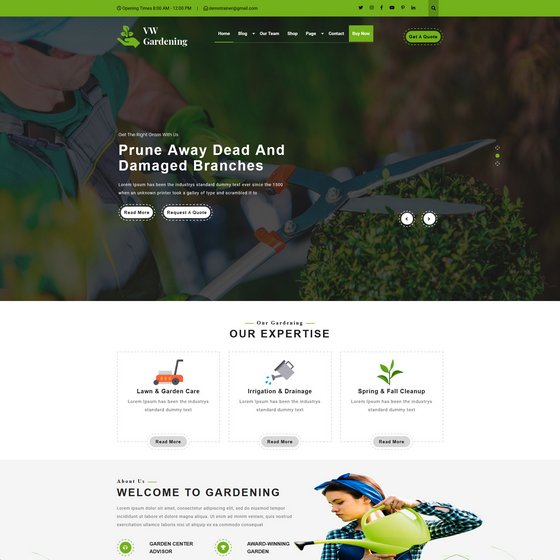 Opening Times 8:00 AM - 12:00 PM | demotrainer@gmail.com
VW
Gardening
Home Blog Our Team Shop Page Contact Buy Now
Get A Quote
Get The Right Grass With Us
Prune Away Dead And
Damaged Branches
Lorem Ipsum has been the industrys standard dummy text ever since the 1500
when an unknown printer took a galley of type and scrambled it to
Read More Request A Quote
Our Gardening
OUR EXPERTISE
Lawn & Garden Care
Lorem Ipsum has been the industrys
standard dummy text
Read More
Irrigation & Drainage
Lorem Ipsum has been the industrys
standard dummy text
Read More
Spring & Fall Cleanup
Lorem Ipsum has been the industrys
standard dummy text
Read More
About Us
WELCOME TO GARDENING
Lorem ipsum dolor sit amet, consectetur adipiscing elit, sed do eiusmod tempor
incididunt ut labore et dolore magna aliqua. Ut enim ad minim veniam, quis nostrud
exercitation ullamco laboris nisi ut aliquip ex ea commodo consequat
GARDEN CENTER
ADVISOR
AWARD-WINNING
GARDEN